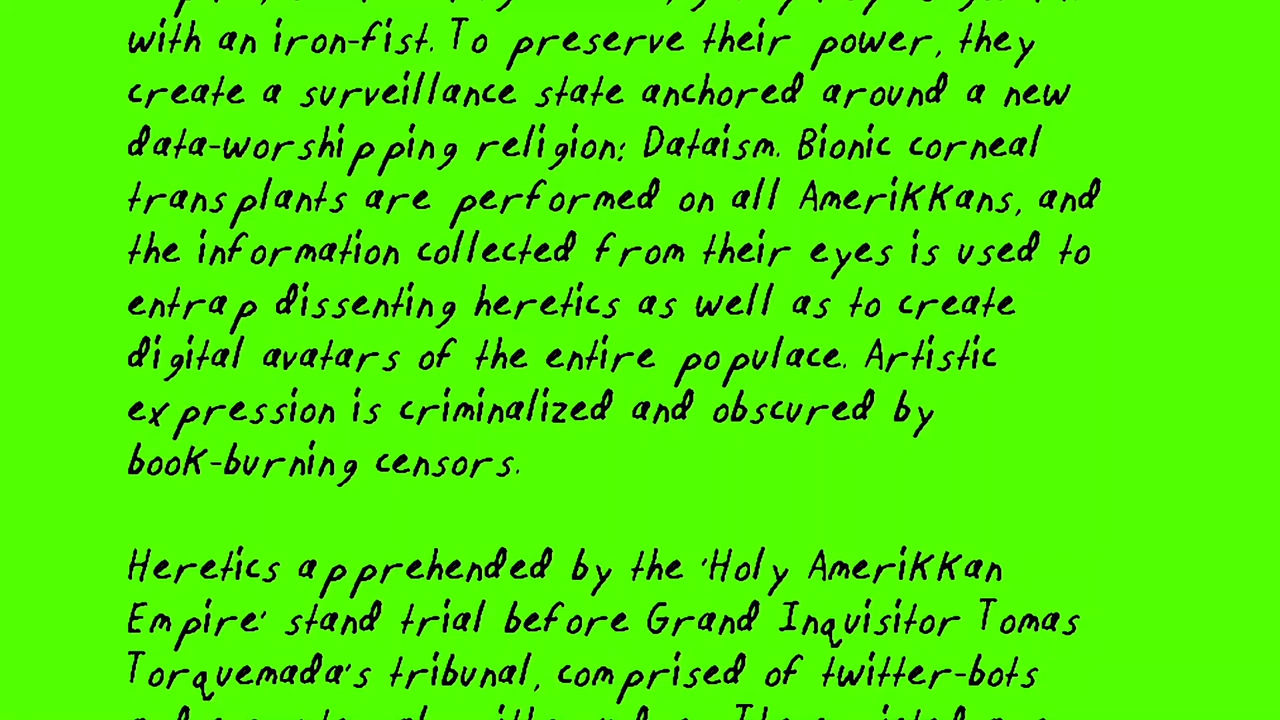 with an iron-fist. To preserve their power, they
create a surveillance state anchored around a new
data-worshipping religion: Dataism. Bionic corneal
transplants are performed on all AmeriKKans, and
the information collected from their eyes is used to
entrap dissenting heretics as well as to create
digital avatars of the entire populace. Artistic
expression is criminalized and obscured by
book-burning censors.
Heretics apprehended by the 'Holy AmeriKKan
Empire' stand trial before Grand Inquisitor Tomas
Torquemada's tribunal, comprised of twitter-bots